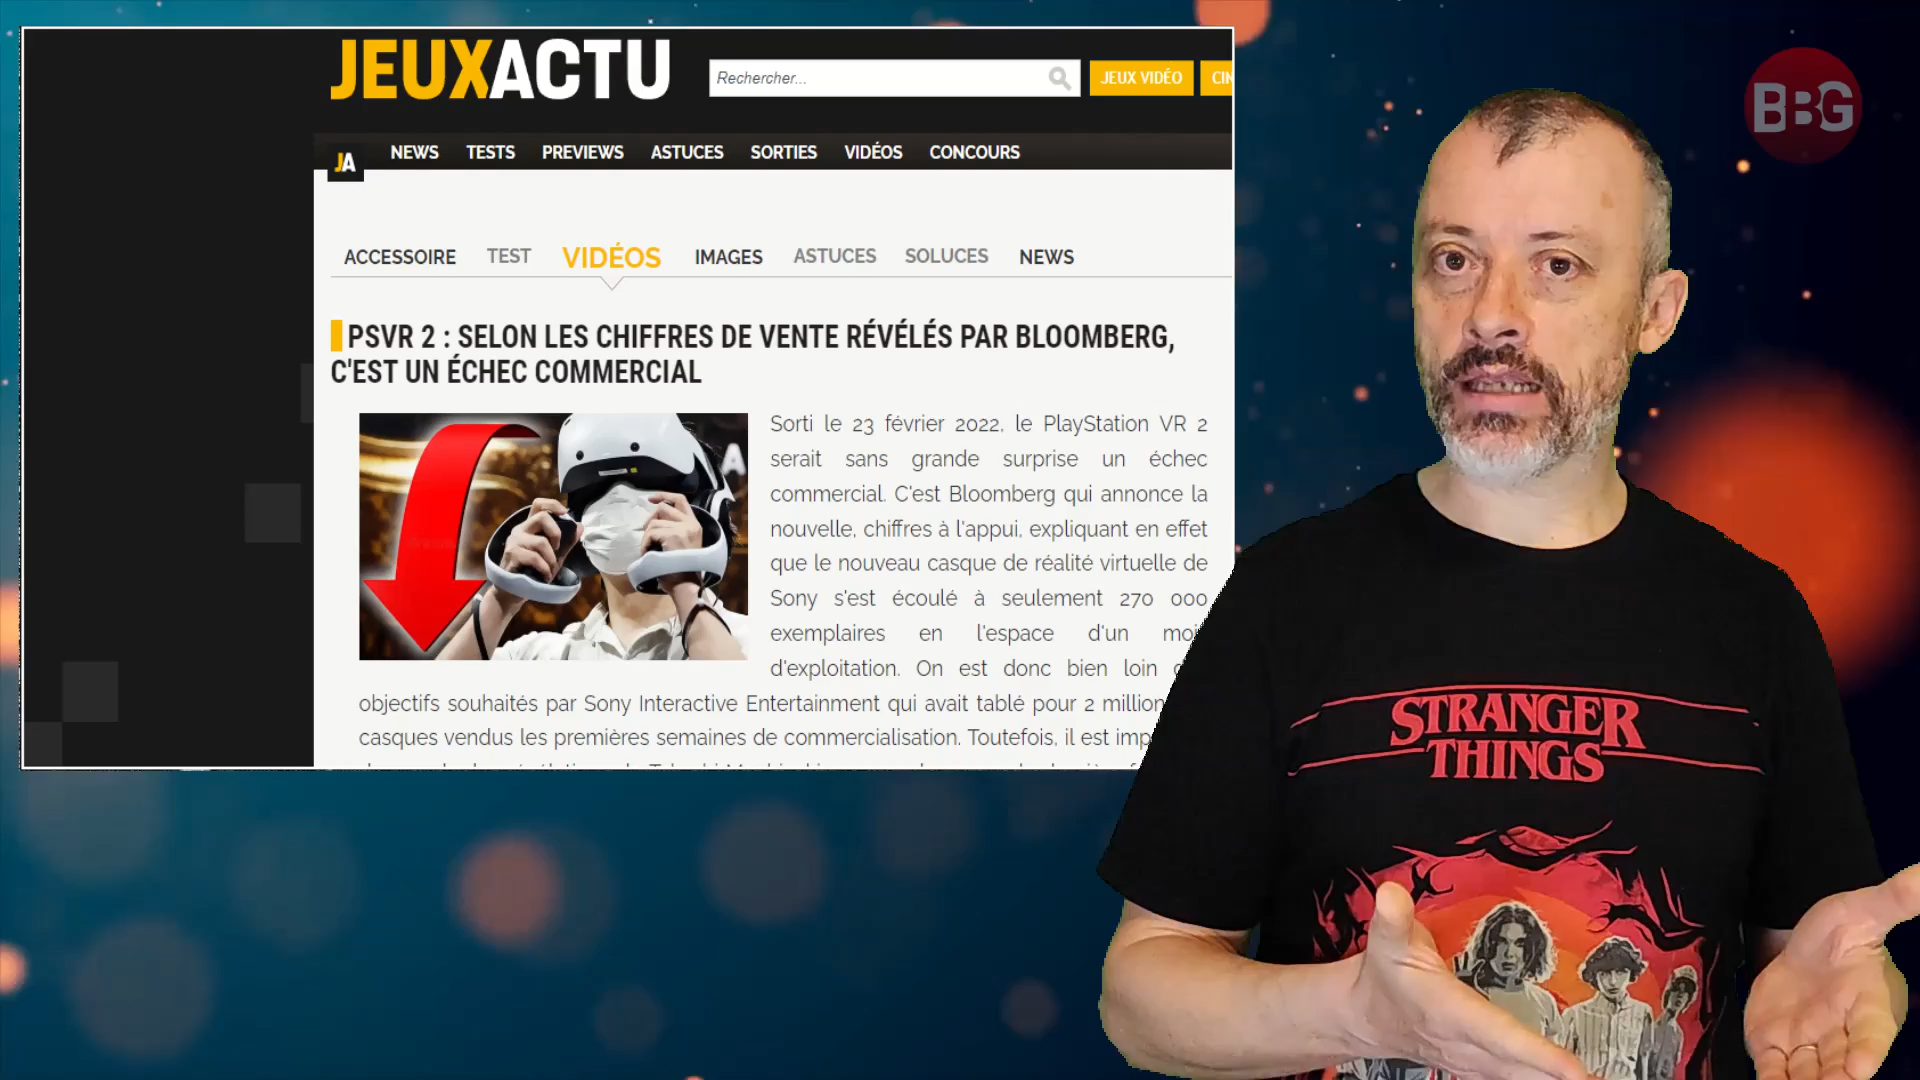 JEUXACTU
Rechercher...
JEUX VIDÉO
BBG
JA
NEWS TESTS PREVIEWS ASTUCES SORTIES VIDÉOS CONCOURS
ACCESSOIRE TEST VIDÉOS IMAGES ASTUCES SOLUCES NEWS
PSVR 2 : SELON LES CHIFFRES DE VENTE RÉVÉLÉS PAR BLOOMBERG,
C'EST UN ÉCHEC COMMERCIAL
Sorti le 23 février 2022, le PlayStation VR 2
serait sans grande surprise un échec
commercial. C'est Bloomberg qui annonce la
nouvelle, chiffres à l'appui, expliquant en effet
que le nouveau casque de réalité virtuelle de
Sony s'est écoulé à seulement 270 000
exemplaires en l'espace d'un
d'exploitation. On est donc bien loin
objectifs souhaités par Sony Interactive Entertainment qui avait tablé pour 2
casques vendus les premières semaines de commercialisation. Toutefois, il est
STRANGER
THINGS